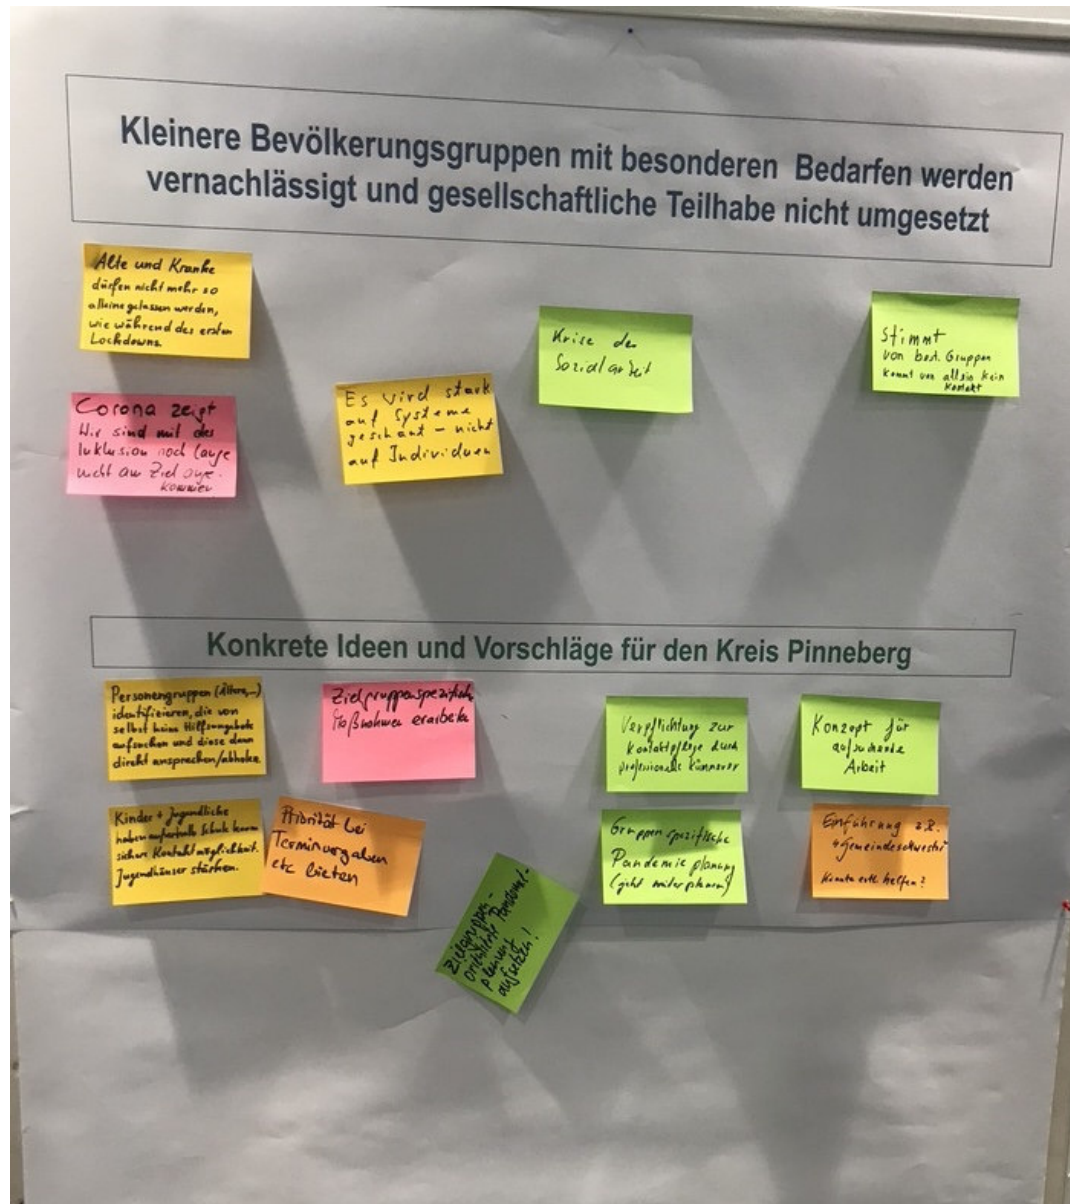 Kleinere Bevölkerungsgruppen mit besonderen Bedarfen werden
vernachlässigt und gesellschaftliche Teilhabe nicht umgesetzt
Alte und Kranke
dürfen nicht mehr so
alleine gelassen werden,
wie während des ersten
Lockdowns.
Corona zeigt
Wir sind mit der
Inklusion noch lange
nicht am Ziel ange-
kommen
Es wird stark
auf Systeme
geschaut - nicht
auf Individuen
Krise der
Sozialarbeit
Stimmt
von best. Gruppen
kommt von allein kein
Kontakt
Konkrete Ideen und Vorschläge für den Kreis Pinneberg
Personengruppen (Ältere,...)
identifizieren, die von
selbst keine Hilfsangebote
aufsuchen und diese dann
direkt ansprechen/abholen.
Zielgruppenspezifische
Maßnahmen erarbeiten
Verpflichtung zur
Kontaktpflege durch
professionelle Kümmerer
Konzept für
aufsuchende
Arbeit
Kinder + Jugendliche
haben außerhalb Schule kaum
sichere Kontaktmöglichkeit.
Jugendhäuser stärken.
Priorität bei
Terminvergaben
etc bieten
Zielgruppen-
orientierte Pandemie-
planung
aufsetzen!
Gruppenspezifische
Pandemieplanung
Einführung z.B.
Gemeindeschwester
Könnte evtl. helfen?